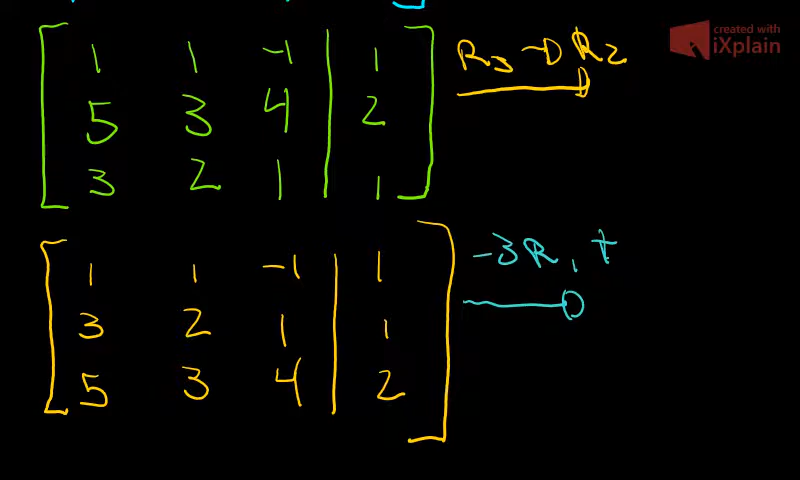 created with
iXplain
1 1 -1 | 1 R3 → R2
5 3 4 | 2
3 2 1 | 1
1 1 -1 | 1 -3R1 +
3 2 1 | 1
5 3 4 | 2